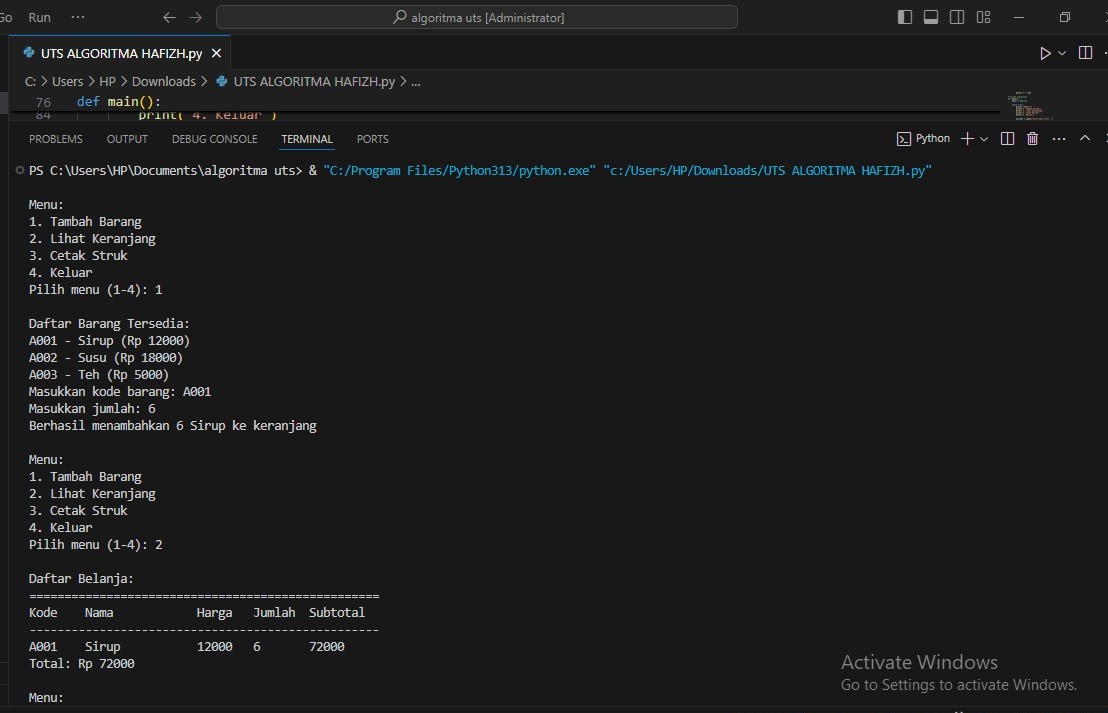 Go Run ... algoritma uts [Administrator]
UTS ALGORITMA HAFIZH.py
C: > Users > HP > Downloads > UTS ALGORITMA HAFIZH.py > ...
76 def main():
84 print("4. Keluar")
PROBLEMS OUTPUT DEBUG CONSOLE TERMINAL PORTS Python
PS C:\Users\HP\Documents\algoritma uts> & "C:/Program Files/Python313/python.exe" "c:/Users/HP/Downloads/UTS ALGORITMA HAFIZH.py"
Menu:
1. Tambah Barang
2. Lihat Keranjang
3. Cetak Struk
4. Keluar
Pilih menu (1-4): 1
Daftar Barang Tersedia:
A001 - Sirup (Rp 12000)
A002 - Susu (Rp 18000)
A003 - Teh (Rp 5000)
Masukkan kode barang: A001
Masukkan jumlah: 6
Berhasil menambahkan 6 Sirup ke keranjang
Menu:
1. Tambah Barang
2. Lihat Keranjang
3. Cetak Struk
4. Keluar
Pilih menu (1-4): 2
Daftar Belanja:
==================================================
Kode Nama Harga Jumlah Subtotal
--------------------------------------------------
A001 Sirup 12000 6 72000
Total: Rp 72000
Menu:
Activate Windows
Go to Settings to activate Windows.